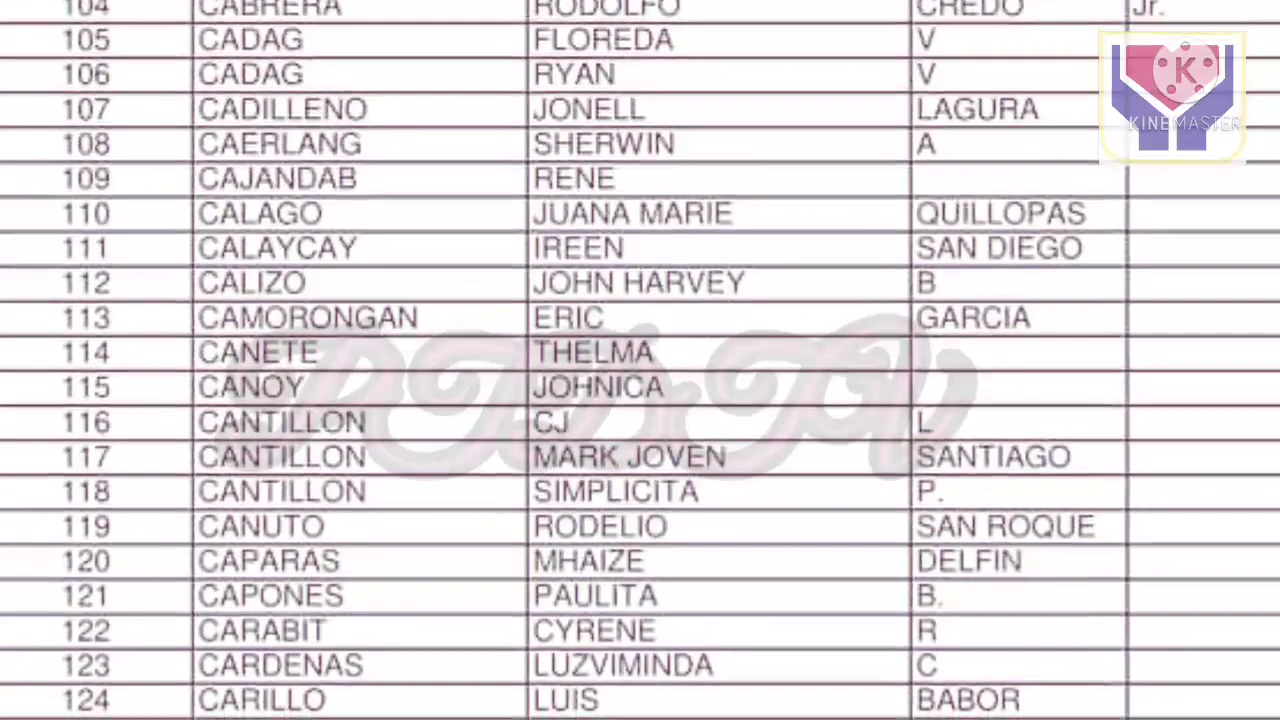 104 CABRERA RODOLFO CREDO Jr.
105 CADAG FLOREDA V
106 CADAG RYAN V
107 CADILLENO JONELL LAGURA
108 CAERLANG SHERWIN A
109 CAJANDAB RENE
110 CALAGO JUANA MARIE QUILLOPAS
111 CALAYCAY IREEN SAN DIEGO
112 CALIZO JOHN HARVEY B
113 CAMORONGAN ERIC GARCIA
114 CANETE THELMA
115 CANOY JOHNICA
116 CANTILLON CJ L
117 CANTILLON MARK JOVEN SANTIAGO
118 CANTILLON SIMPLICITA P.
119 CANUTO RODELIO SAN ROQUE
120 CAPARAS MHAIZE DELFIN
121 CAPONES PAULITA B.
122 CARABIT CYRENE R
123 CARDENAS LUZVIMINDA C
124 CARILLO LUIS BABOR
K
KINEMASTER